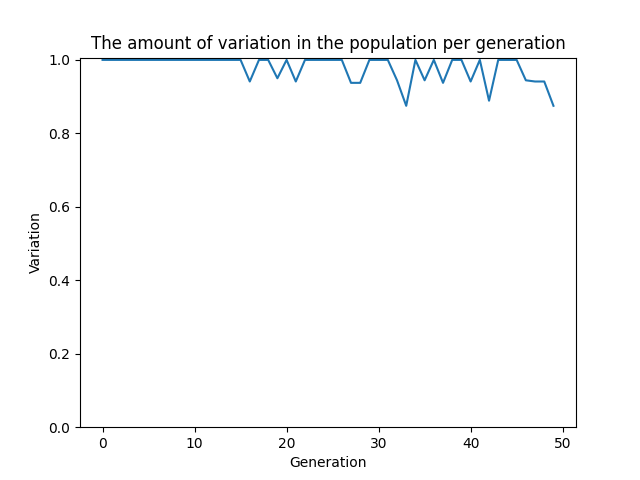 The amount of variation in the population per generation
1.0
0.8
0.6
0.4
0.2
0.0
Variation
0 10 20 30 40 50
Generation